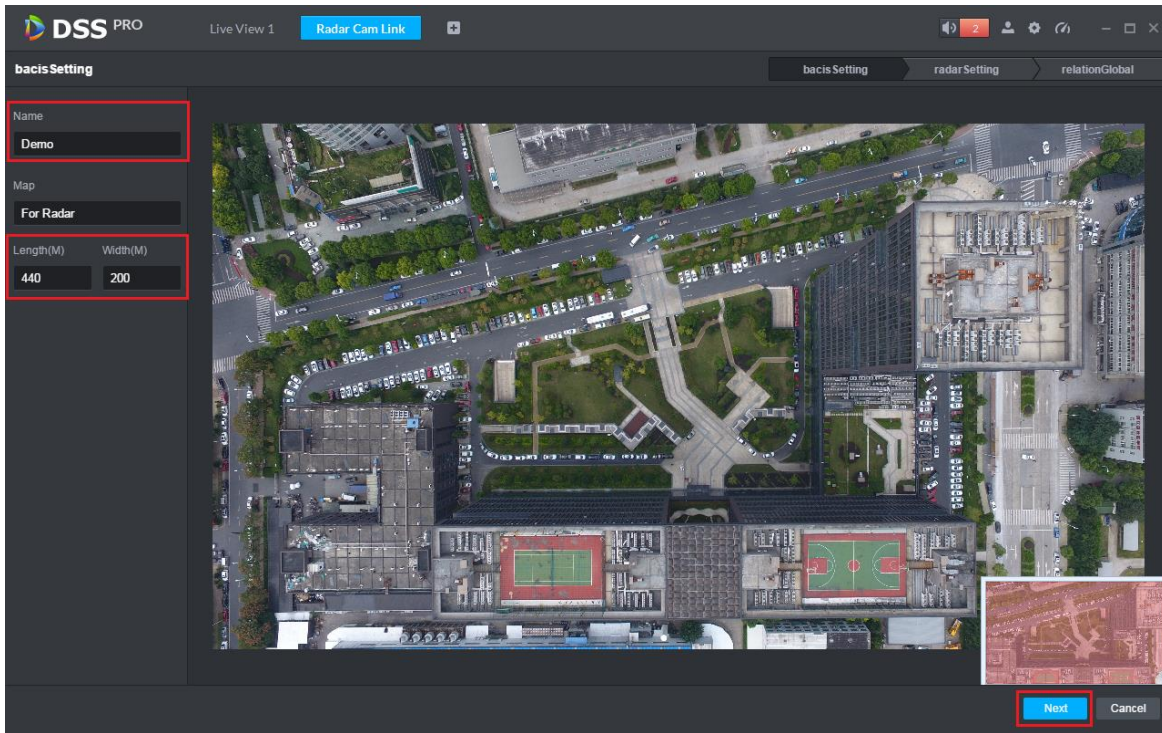 DSS PRO
Live View 1
Radar Cam Link
2
bacisSetting
bacisSetting
radarSetting
relationGlobal
Name
Demo
Map
For Radar
Length(M) Width(M)
440 200
Next
Cancel